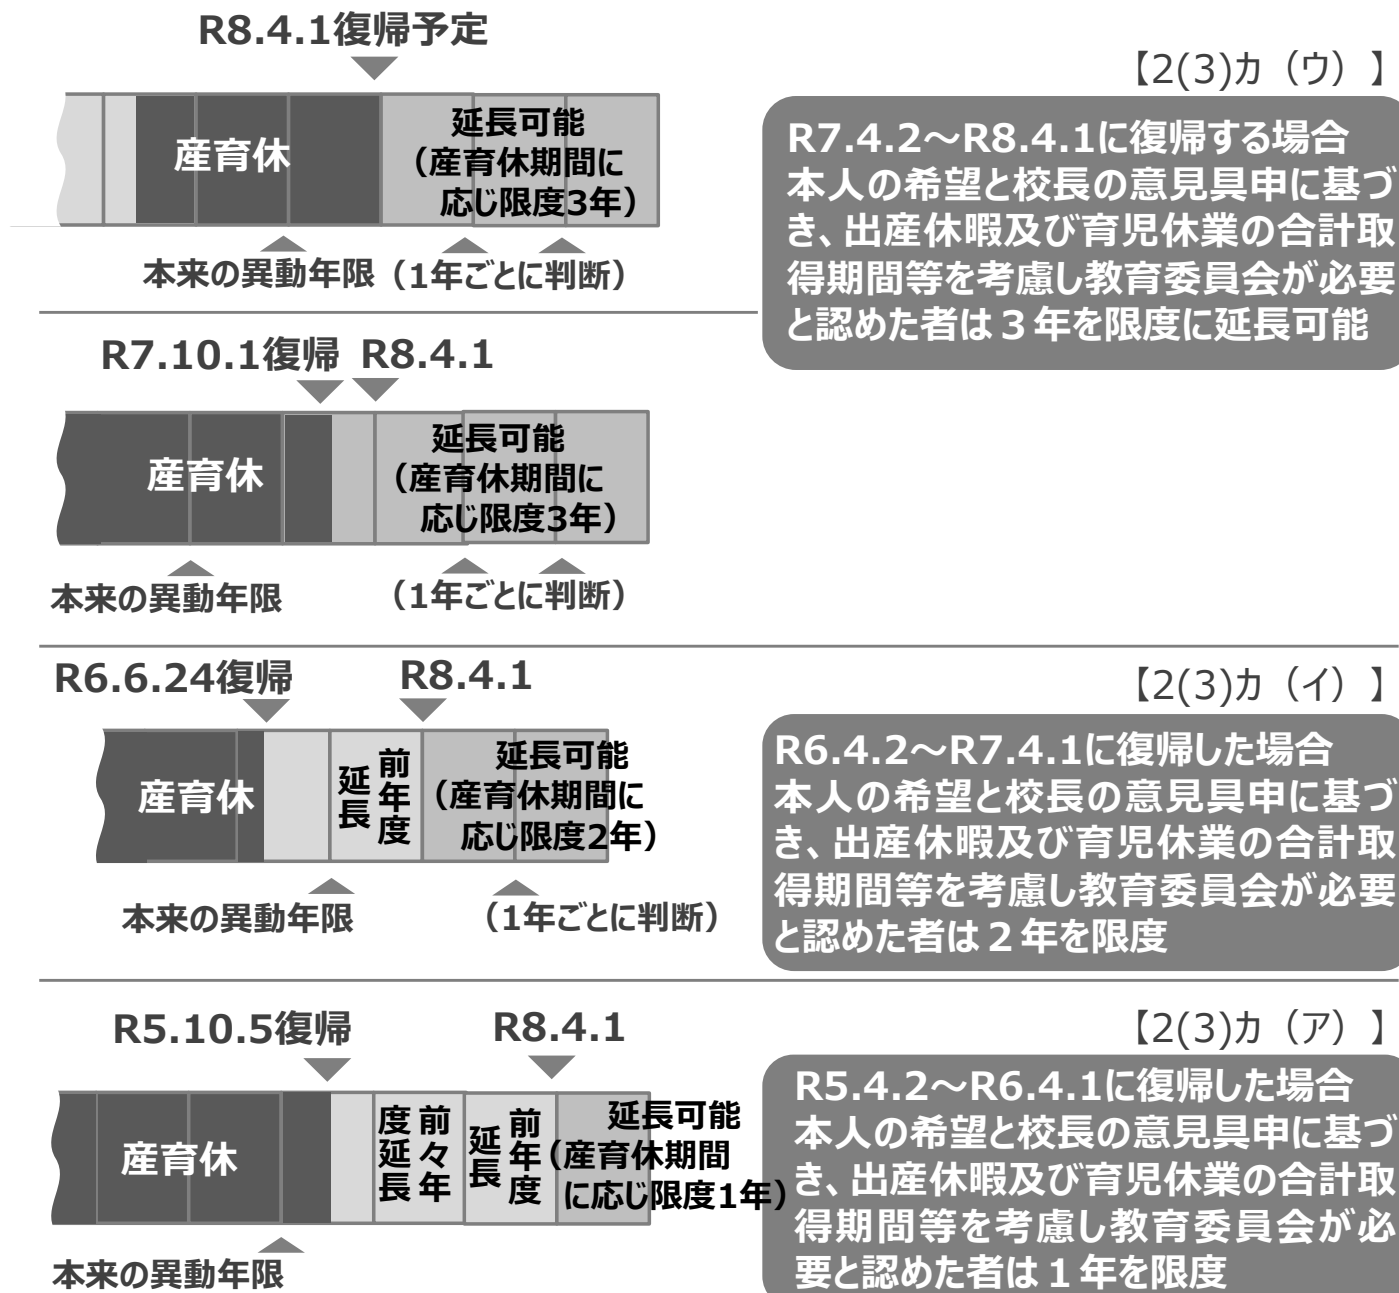 R8.4.1復帰予定
産育休
延長可能
（産育休期間に
応じ限度3年）
本来の異動年限
（1年ごとに判断）
【2(3)カ（ウ）】
R7.4.2～R8.4.1に復帰する場合
本人の希望と校長の意見具申に基づ
き、出産休暇及び育児休業の合計取
得期間等を考慮し教育委員会が必要
と認めた者は３年を限度に延長可能
R7.10.1復帰
R8.4.1
産育休
延長可能
（産育休期間に
応じ限度3年）
本来の異動年限
（1年ごとに判断）
R6.6.24復帰
R8.4.1
産育休
前年度
延長
延長可能
（産育休期間に
応じ限度2年）
本来の異動年限
（1年ごとに判断）
【2(3)カ（イ）】
R6.4.2～R7.4.1に復帰した場合
本人の希望と校長の意見具申に基づ
き、出産休暇及び育児休業の合計取
得期間等を考慮し教育委員会が必要
と認めた者は２年を限度
R5.10.5復帰
R8.4.1
産育休
前々年
度延長
前年度
延長
延長可能
（産育休期間
に応じ限度1年）
本来の異動年限
【2(3)カ（ア）】
R5.4.2～R6.4.1に復帰した場合
本人の希望と校長の意見具申に基づ
き、出産休暇及び育児休業の合計取
得期間等を考慮し教育委員会が必
要と認めた者は１年を限度